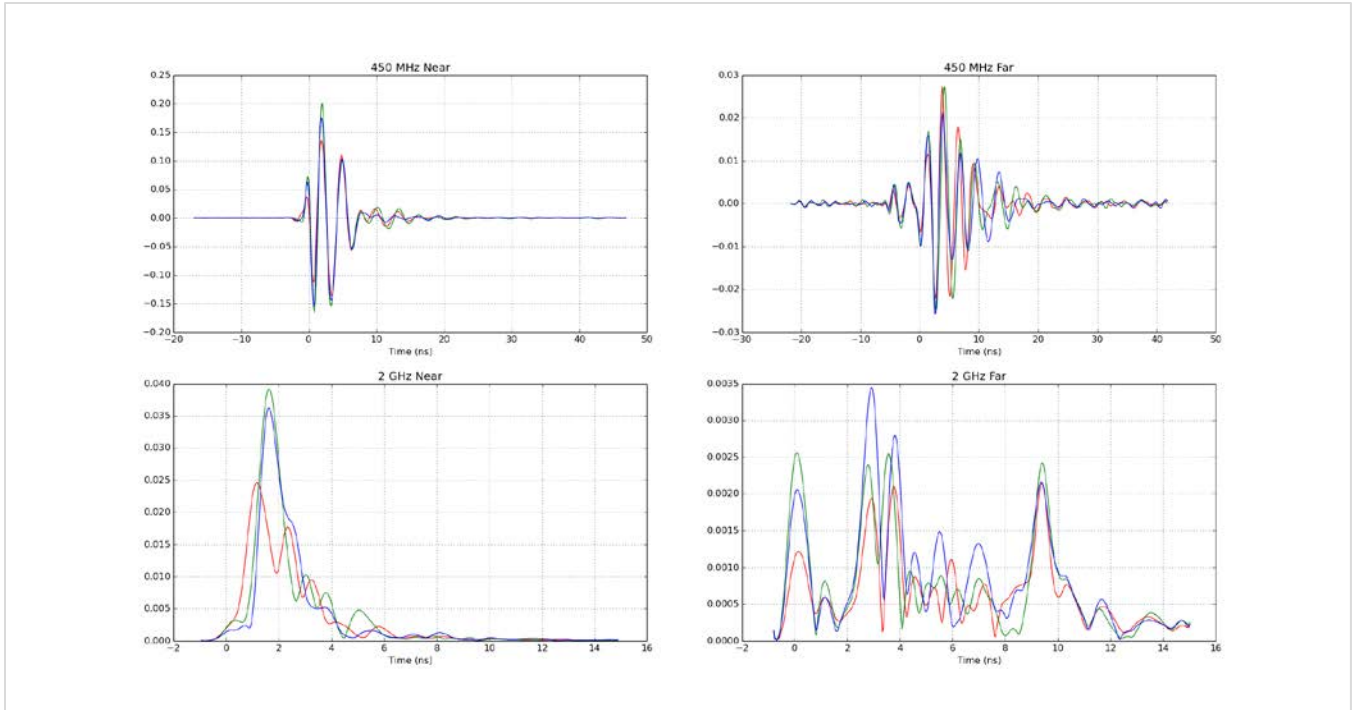 450 MHz Near
0.25
0.20
0.15
0.10
0.05
0.00
−0.05
−0.10
−0.15
−0.20
−20 −10 0 10 20 30 40 50
Time (ns)
450 MHz Far
0.03
0.02
0.01
0.00
−0.01
−0.02
−0.03
−30 −20 −10 0 10 20 30 40 50
Time (ns)
2 GHz Near
0.040
0.035
0.030
0.025
0.020
0.015
0.010
0.005
0.000
−2 0 2 4 6 8 10 12 14 16
Time (ns)
2 GHz Far
0.0035
0.0030
0.0025
0.0020
0.0015
0.0010
0.0005
0.0000
−2 0 2 4 6 8 10 12 14 16
Time (ns)